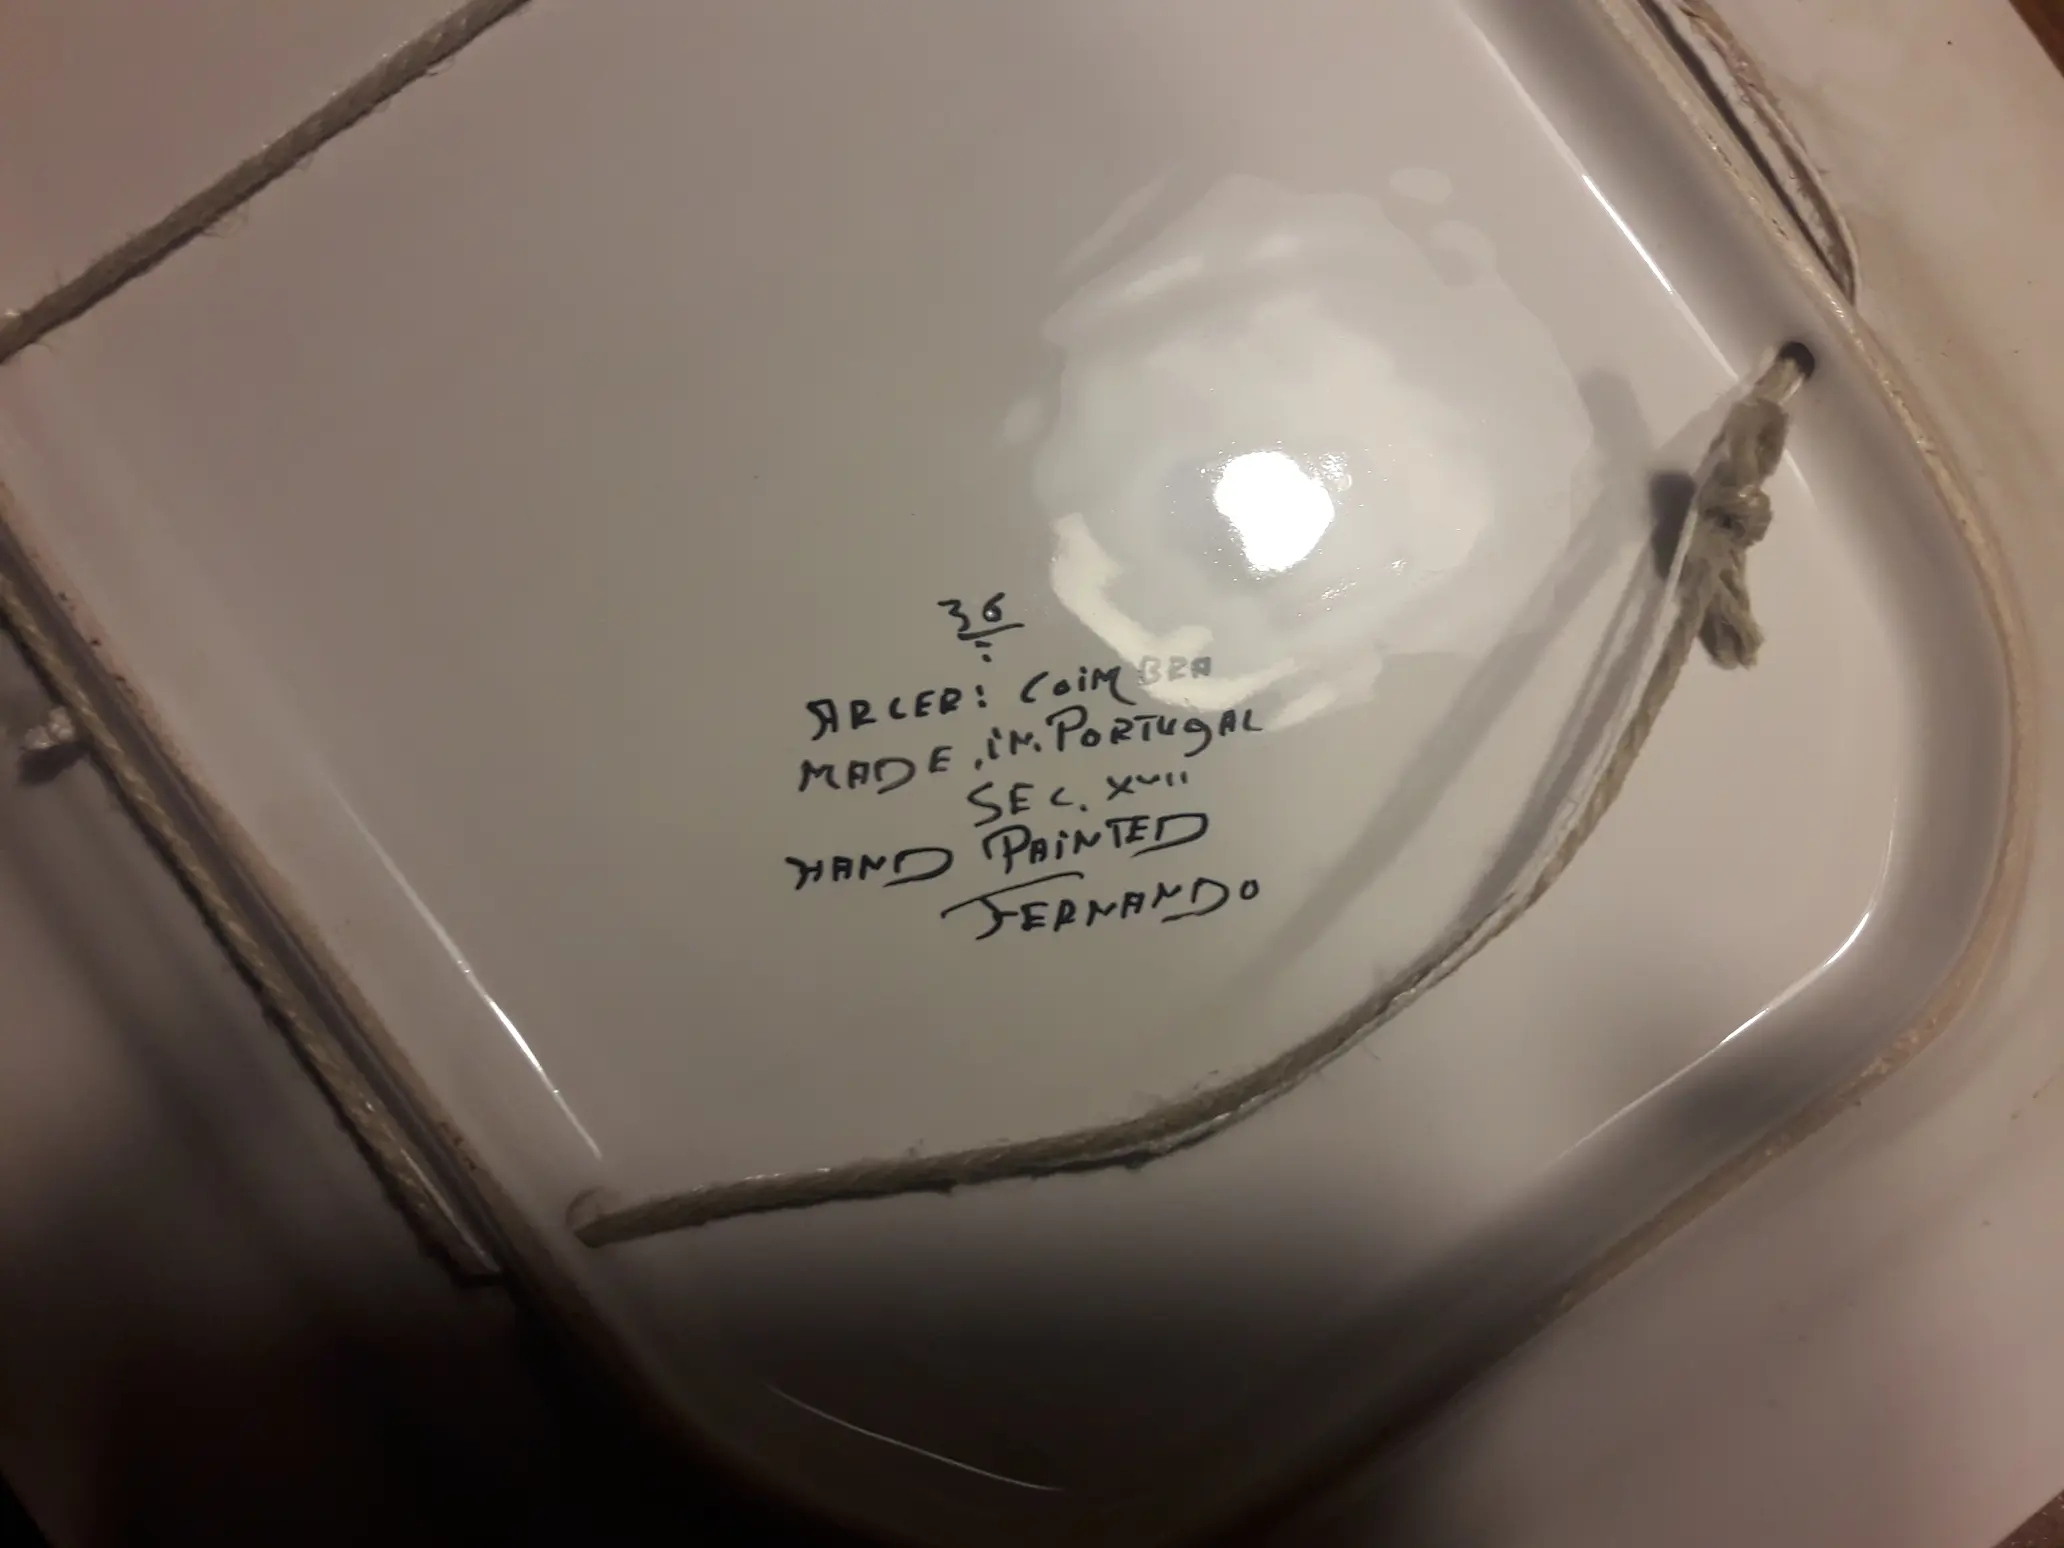 36
ARCER: COIMBRA
MADE.IN.PORTUGAL
SEC. XVII
HAND PAINTED
FERNANDO